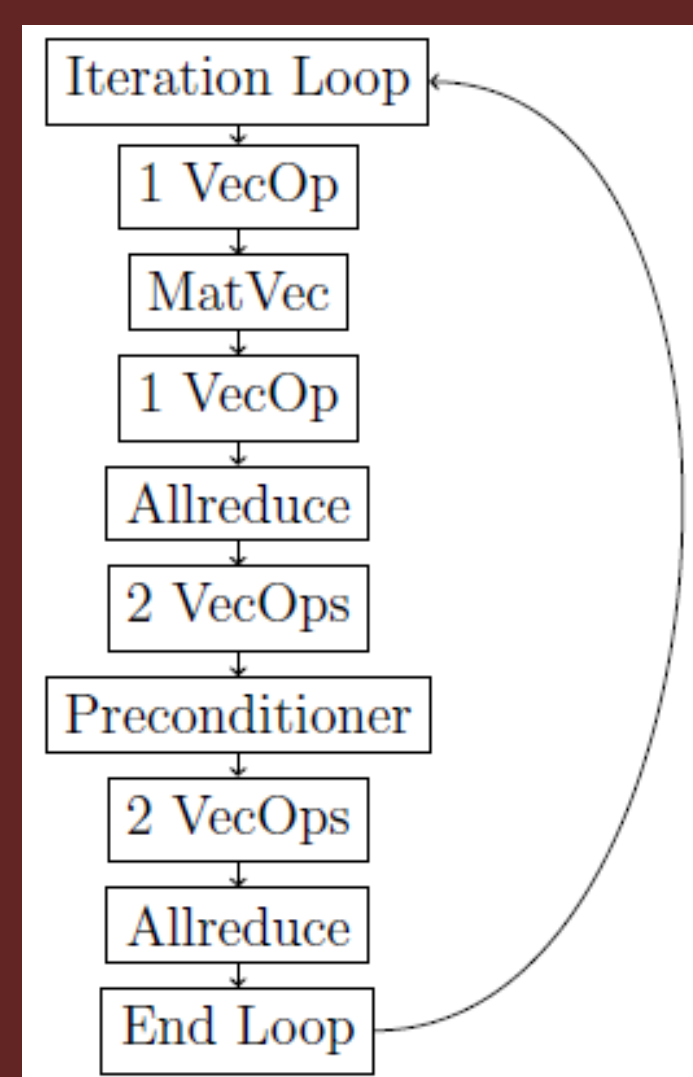 Iteration Loop
1 VecOp
MatVec
1 VecOp
Allreduce
2 VecOps
Preconditioner
2 VecOps
Allreduce
End Loop